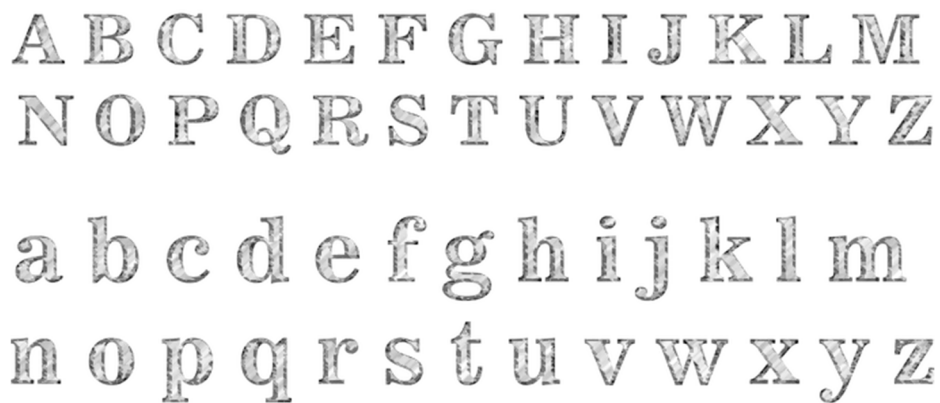 A B C D E F G H I J K L M
N O P Q R S T U V W X Y Z
a b c d e f g h i j k l m
n o p q r s t u v w x y z